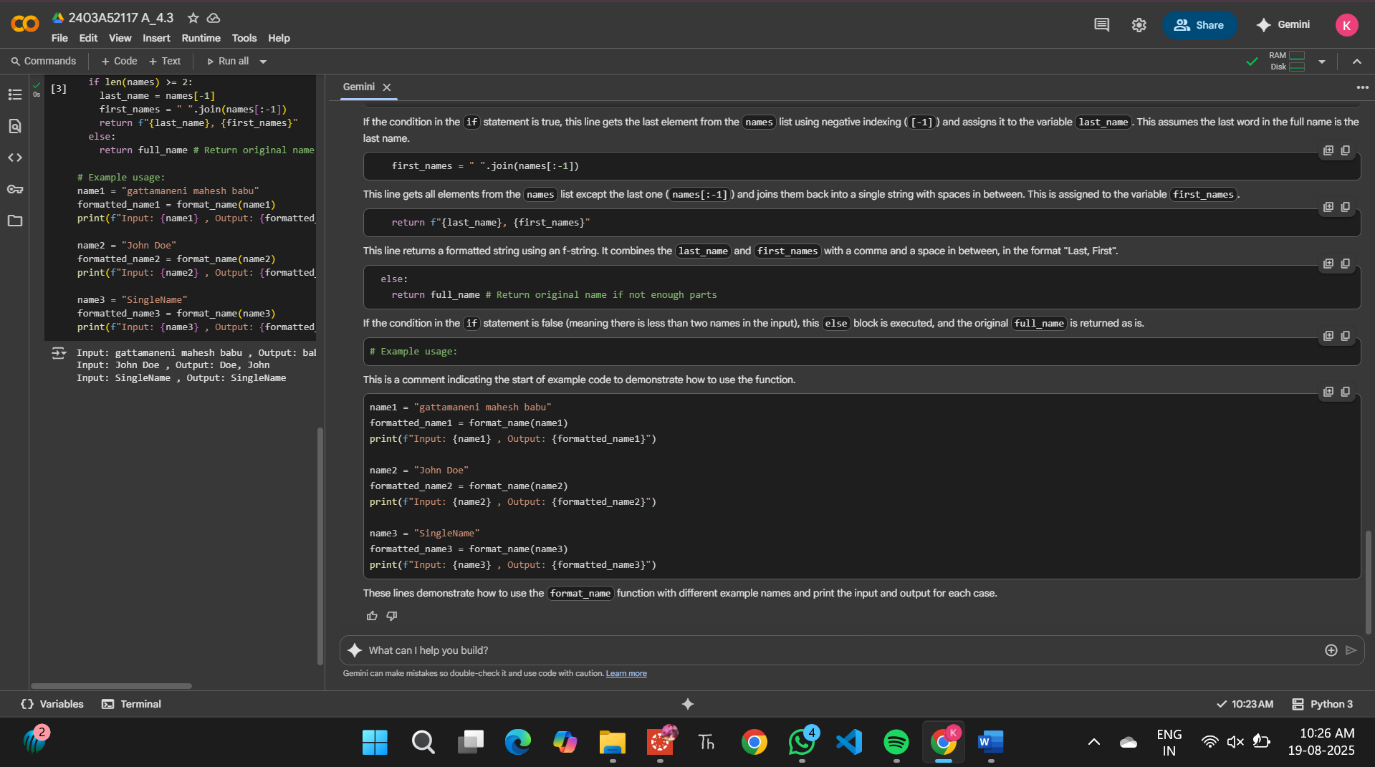 2403A52117 A_4.3
File Edit View Insert Runtime Tools Help
Share
Gemini
K
Commands + Code + Text Run all
RAM
Disk
[3]
0s
if len(names) >= 2:
last_name = names[-1]
first_names = " ".join(names[:-1])
return f"{last_name}, {first_names}"
else:
return full_name # Return original name
# Example usage:
name1 = "gattamaneni mahesh babu"
formatted_name1 = format_name(name1)
print(f"Input: {name1} , Output: {formatted_
name2 = "John Doe"
formatted_name2 = format_name(name2)
print(f"Input: {name2} , Output: {formatted_
name3 = "SingleName"
formatted_name3 = format_name(name3)
print(f"Input: {name3} , Output: {formatted_
Input: gattamaneni mahesh babu , Output: bab
Input: John Doe , Output: Doe, John
Input: SingleName , Output: SingleName
Gemini
If the condition in the if statement is true, this line gets the last element from the names list using negative indexing ( [-1] ) and assigns it to the variable last_name . This assumes the last word in the full name is the
last name.
first_names = " ".join(names[:-1])
This line gets all elements from the names list except the last one ( names[:-1] ) and joins them back into a single string with spaces in between. This is assigned to the variable first_names .
return f"{last_name}, {first_names}"
This line returns a formatted string using an f-string. It combines the last_name and first_names with a comma and a space in between, in the format "Last, First".
else:
return full_name # Return original name if not enough parts
If the condition in the if statement is false (meaning there is less than two names in the input), this else block is executed, and the original full_name is returned as is.
# Example usage:
This is a comment indicating the start of example code to demonstrate how to use the function.
name1 = "gattamaneni mahesh babu"
formatted_name1 = format_name(name1)
print(f"Input: {name1} , Output: {formatted_name1}")
name2 = "John Doe"
formatted_name2 = format_name(name2)
print(f"Input: {name2} , Output: {formatted_name2}")
name3 = "SingleName"
formatted_name3 = format_name(name3)
print(f"Input: {name3} , Output: {formatted_name3}")
These lines demonstrate how to use the format_name function with different example names and print the input and output for each case.
What can I help you build?
Gemini can make mistakes so double-check it and use code with caution. Learn more
Variables Terminal
10:23 AM Python 3
2
Th
4
K
W
ENG
IN
10:26 AM
19-08-2025